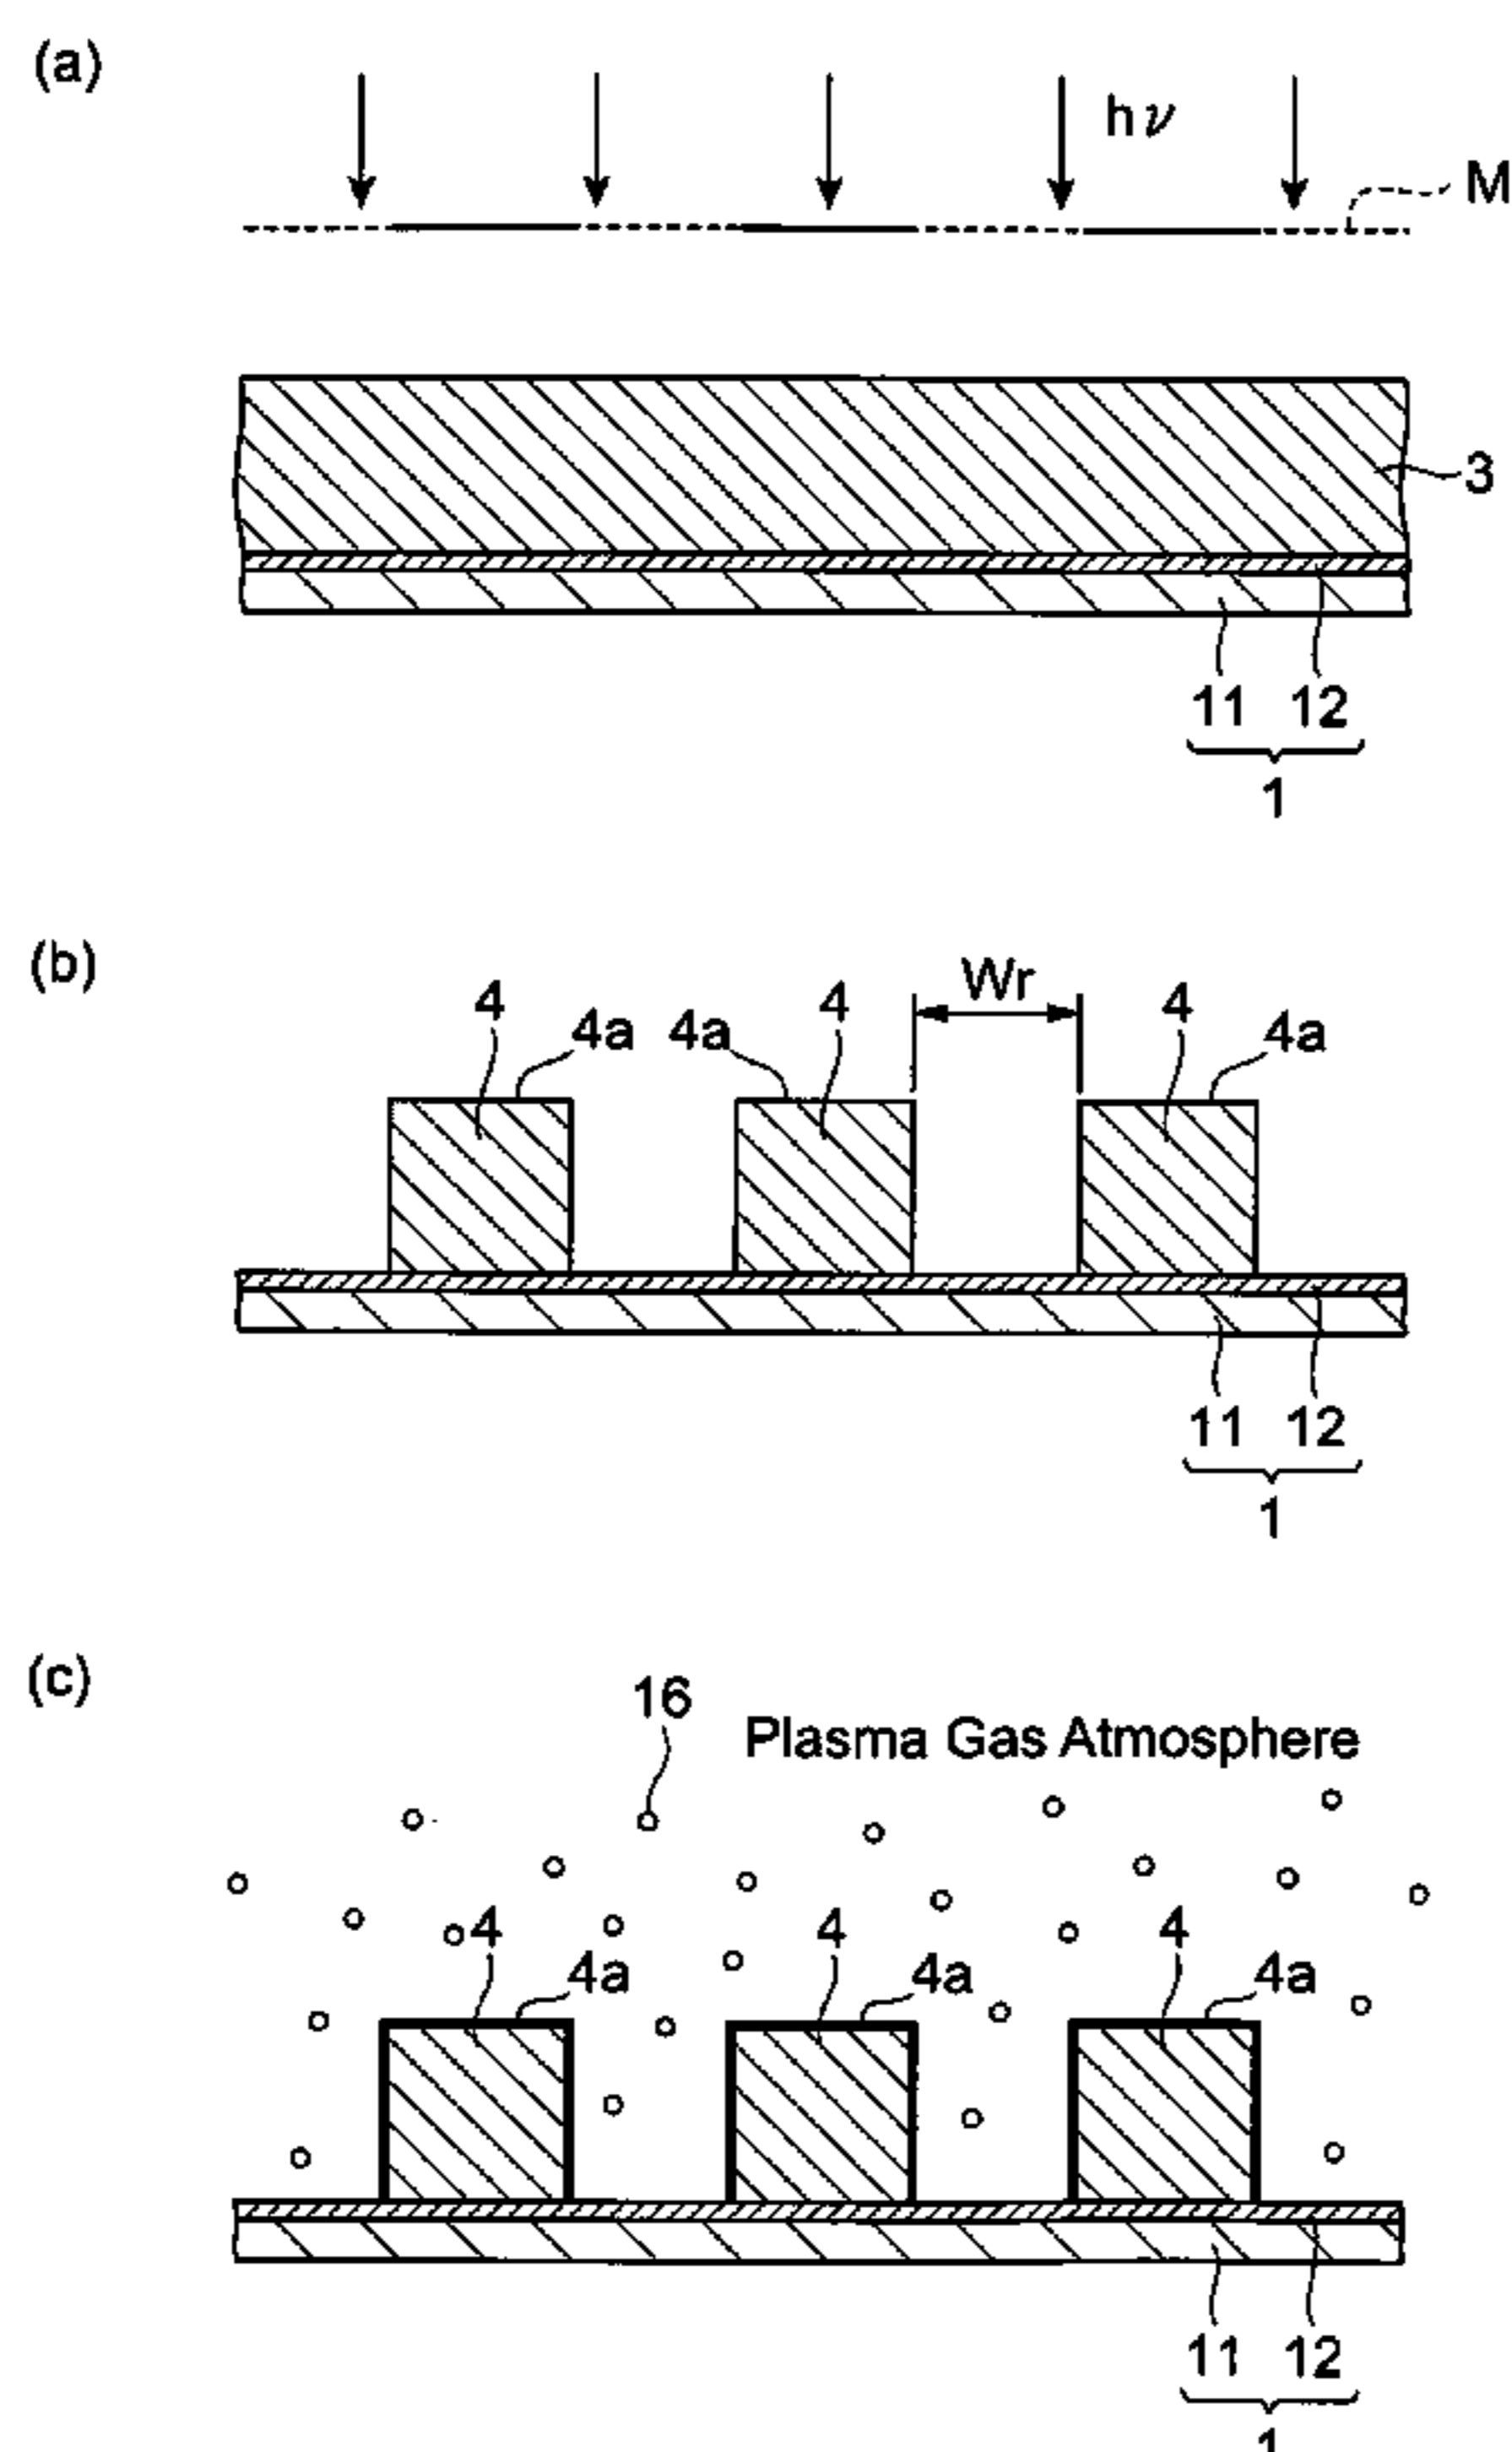 (a)
hν
M
3
11 12
1
(b)
4 4a 4a 4 Wr 4 4a
11 12
1
(c)
16
Plasma Gas Atmosphere
4 4a 4 4a 4 4a
11 12
1